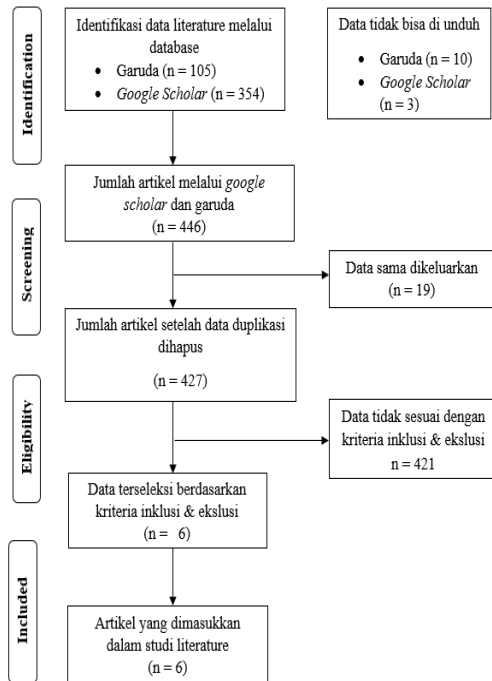 Identification
Identifikasi data literature melalui
database
• Garuda (n = 105)
• Google Scholar (n = 354)
Data tidak bisa di unduh
• Garuda (n = 10)
• Google Scholar
(n = 3)
Screening
Jumlah artikel melalui google
scholar dan garuda
(n = 446)
Data sama dikeluarkan
(n = 19)
Jumlah artikel setelah data duplikasi
dihapus
(n = 427)
Eligibility
Data tidak sesuai dengan
kriteria inklusi & ekslusi
n = 421
Data terseleksi berdasarkan
kriteria inklusi & ekslusi
(n = 6)
Included
Artikel yang dimasukkan
dalam studi literature
(n = 6)